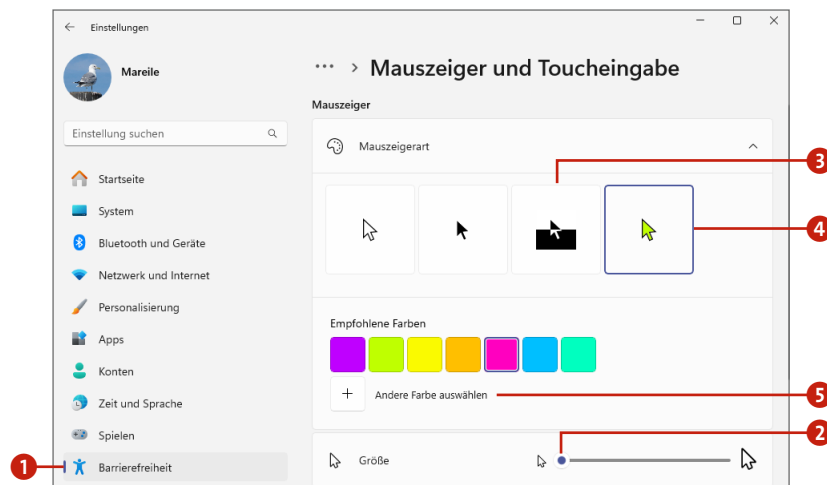 Einstellungen
Mareile
Einstellung suchen
Startseite
System
Bluetooth und Geräte
Netzwerk und Internet
Personalisierung
Apps
Konten
Zeit und Sprache
Spielen
1
Barrierefreiheit
... > Mauszeiger und Toucheingabe
Mauszeiger
Mauszeigerart
3
4
Empfohlene Farben
Andere Farbe auswählen
5
2
Größe